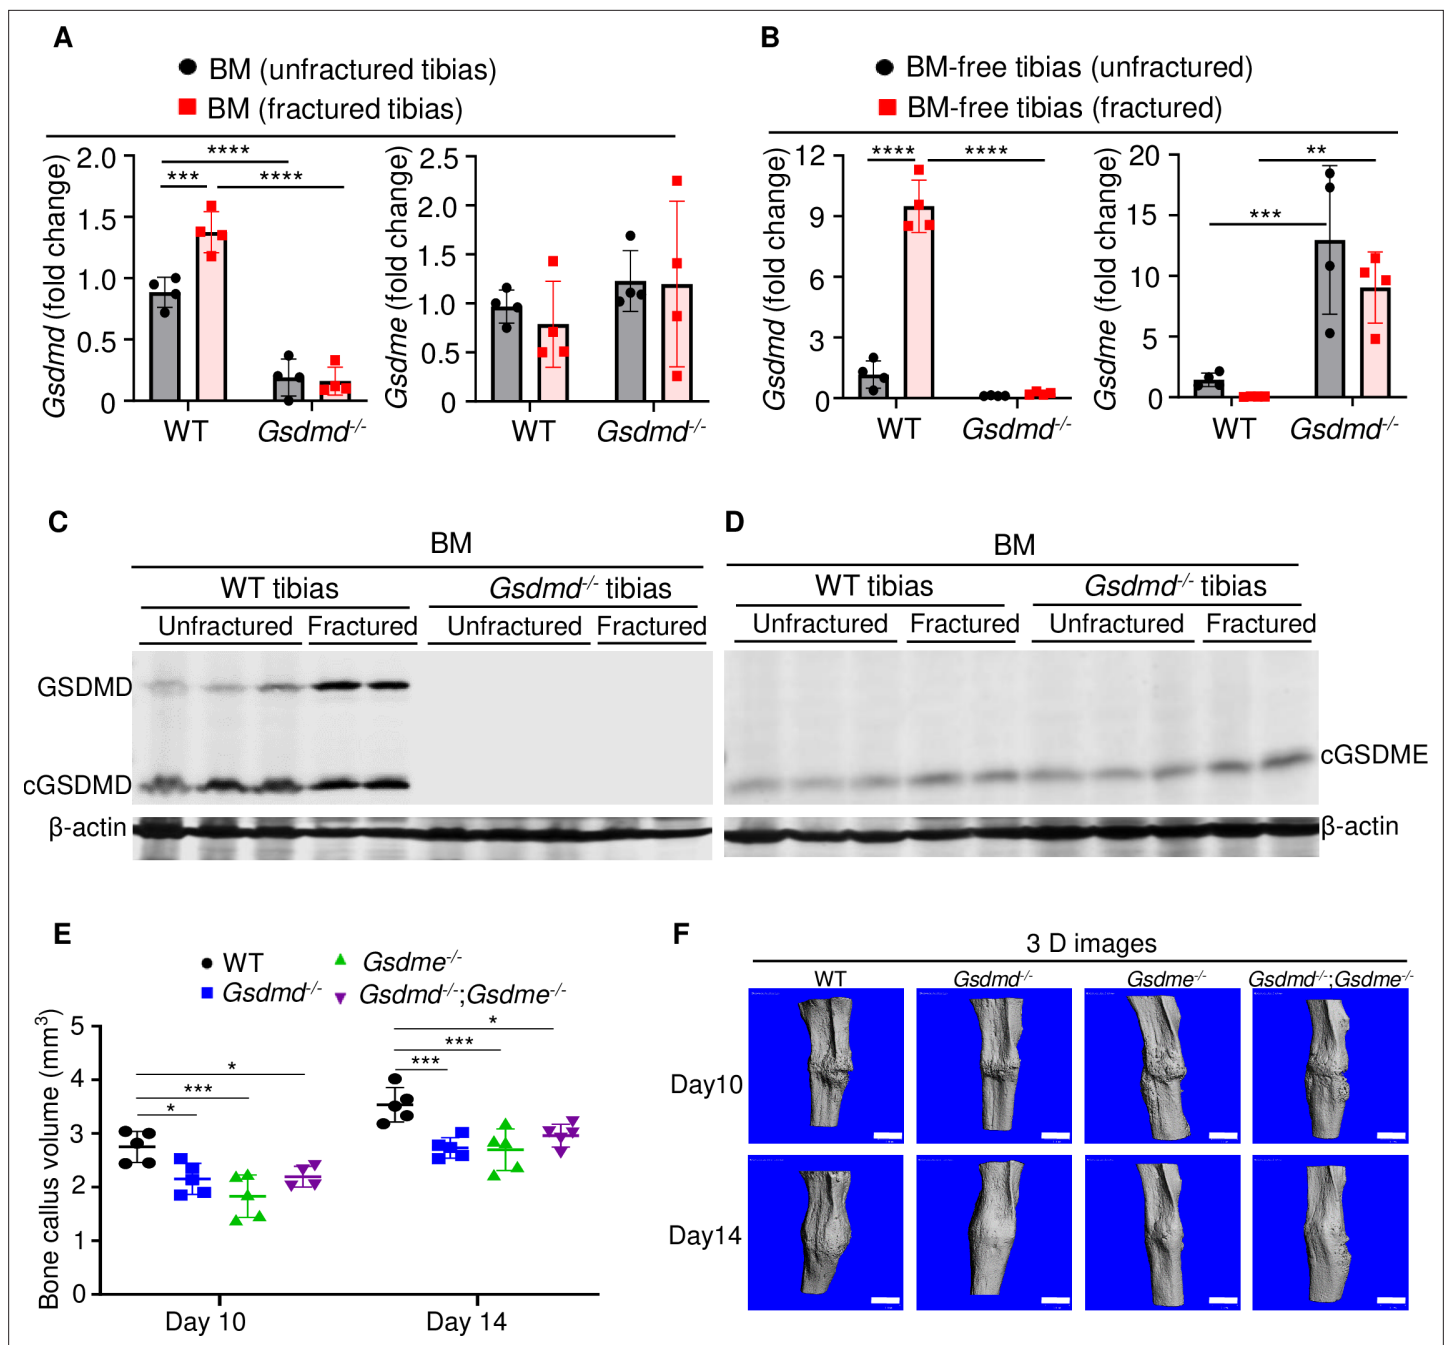 A
BM (unfractured tibias)
BM (fractured tibias)
Gsdmd (fold change)
2.0
1.5
1.0
0.5
0
****
***
****
WT
Gsdmd-/-
Gsdme (fold change)
2.5
2.0
1.5
1.0
0.5
0
WT
Gsdmd-/-
B
BM-free tibias (unfractured)
BM-free tibias (fractured)
Gsdmd (fold change)
12
9
6
3
0
****
****
WT
Gsdmd-/-
Gsdme (fold change)
20
15
10
5
0
**
***
WT
Gsdmd-/-
C
BM
WT tibias
Gsdmd-/- tibias
Unfractured
Fractured
Unfractured
Fractured
GSDMD
cGSDMD
β-actin
D
BM
WT tibias
Gsdmd-/- tibias
Unfractured
Fractured
Unfractured
Fractured
cGSDME
β-actin
E
WT
Gsdmd-/-
Gsdme-/-
Gsdmd-/-;Gsdme-/-
Bone callus volume (mm3)
5
4
3
2
1
0
*
***
*
*
***
***
Day 10
Day 14
F
3 D images
WT
Gsdmd-/-
Gsdme-/-
Gsdmd-/-;Gsdme-/-
Day10
Day14